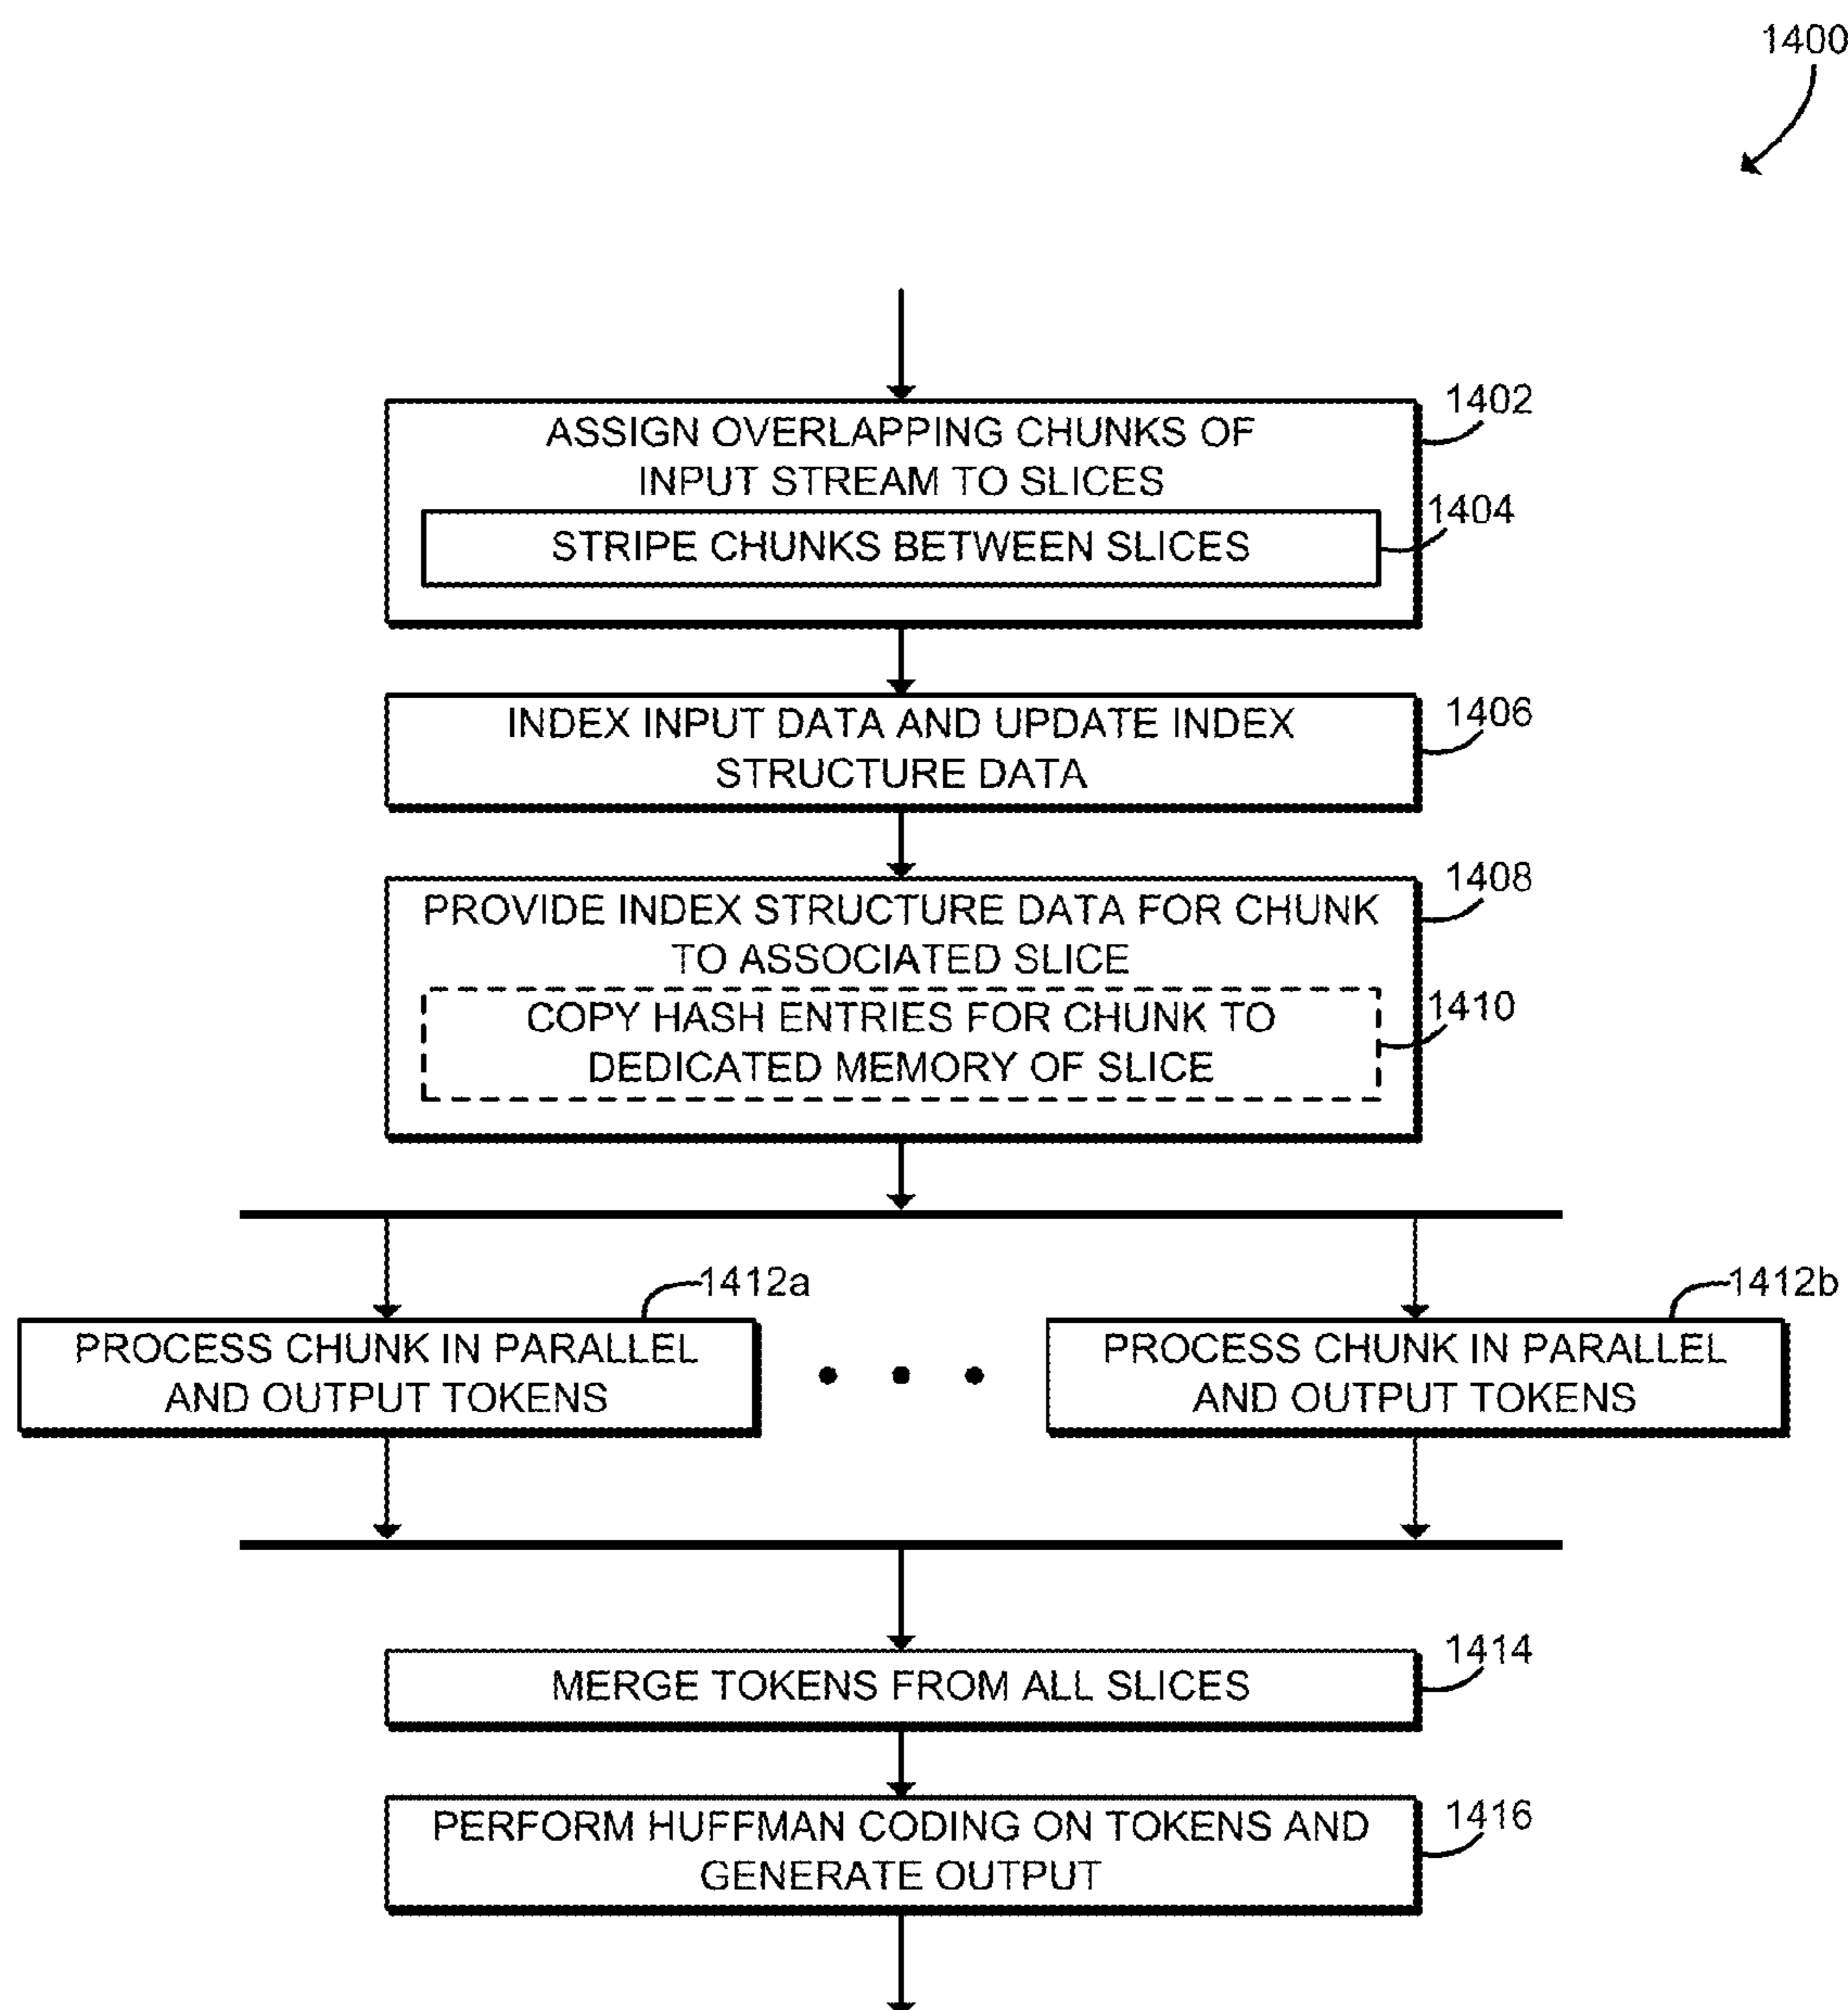 1400
1402
ASSIGN OVERLAPPING CHUNKS OF
INPUT STREAM TO SLICES
1404
STRIPE CHUNKS BETWEEN SLICES
1406
INDEX INPUT DATA AND UPDATE INDEX
STRUCTURE DATA
1408
PROVIDE INDEX STRUCTURE DATA FOR CHUNK
TO ASSOCIATED SLICE
1410
COPY HASH ENTRIES FOR CHUNK TO
DEDICATED MEMORY OF SLICE
1412a
PROCESS CHUNK IN PARALLEL
AND OUTPUT TOKENS
1412b
PROCESS CHUNK IN PARALLEL
AND OUTPUT TOKENS
1414
MERGE TOKENS FROM ALL SLICES
1416
PERFORM HUFFMAN CODING ON TOKENS AND
GENERATE OUTPUT